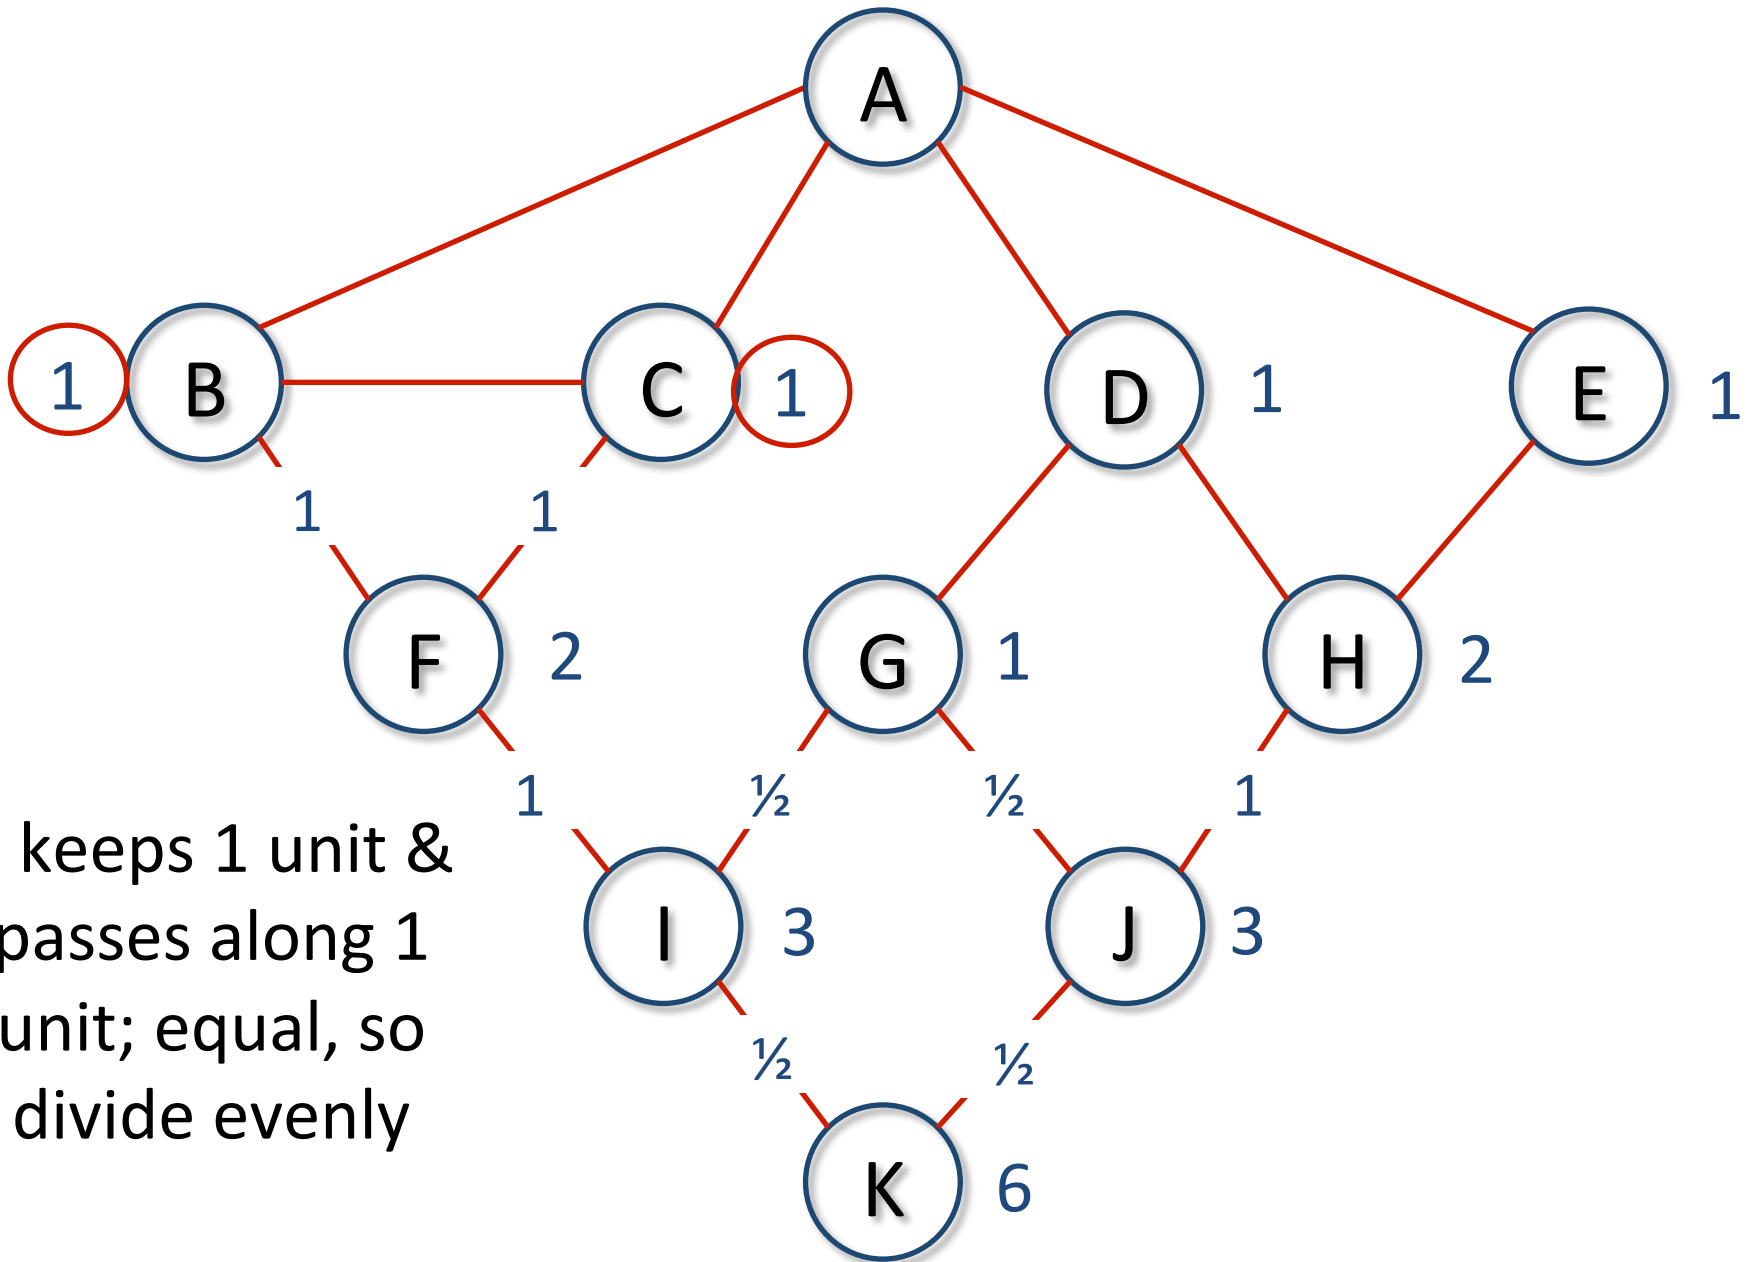 A
1 B C 1 D 1 E 1
1 1
F 2 G 1 H 2
1 ½ ½ 1
keeps 1 unit &
passes along 1
I 3 J 3
unit; equal, so
½ ½
divide evenly
K 6